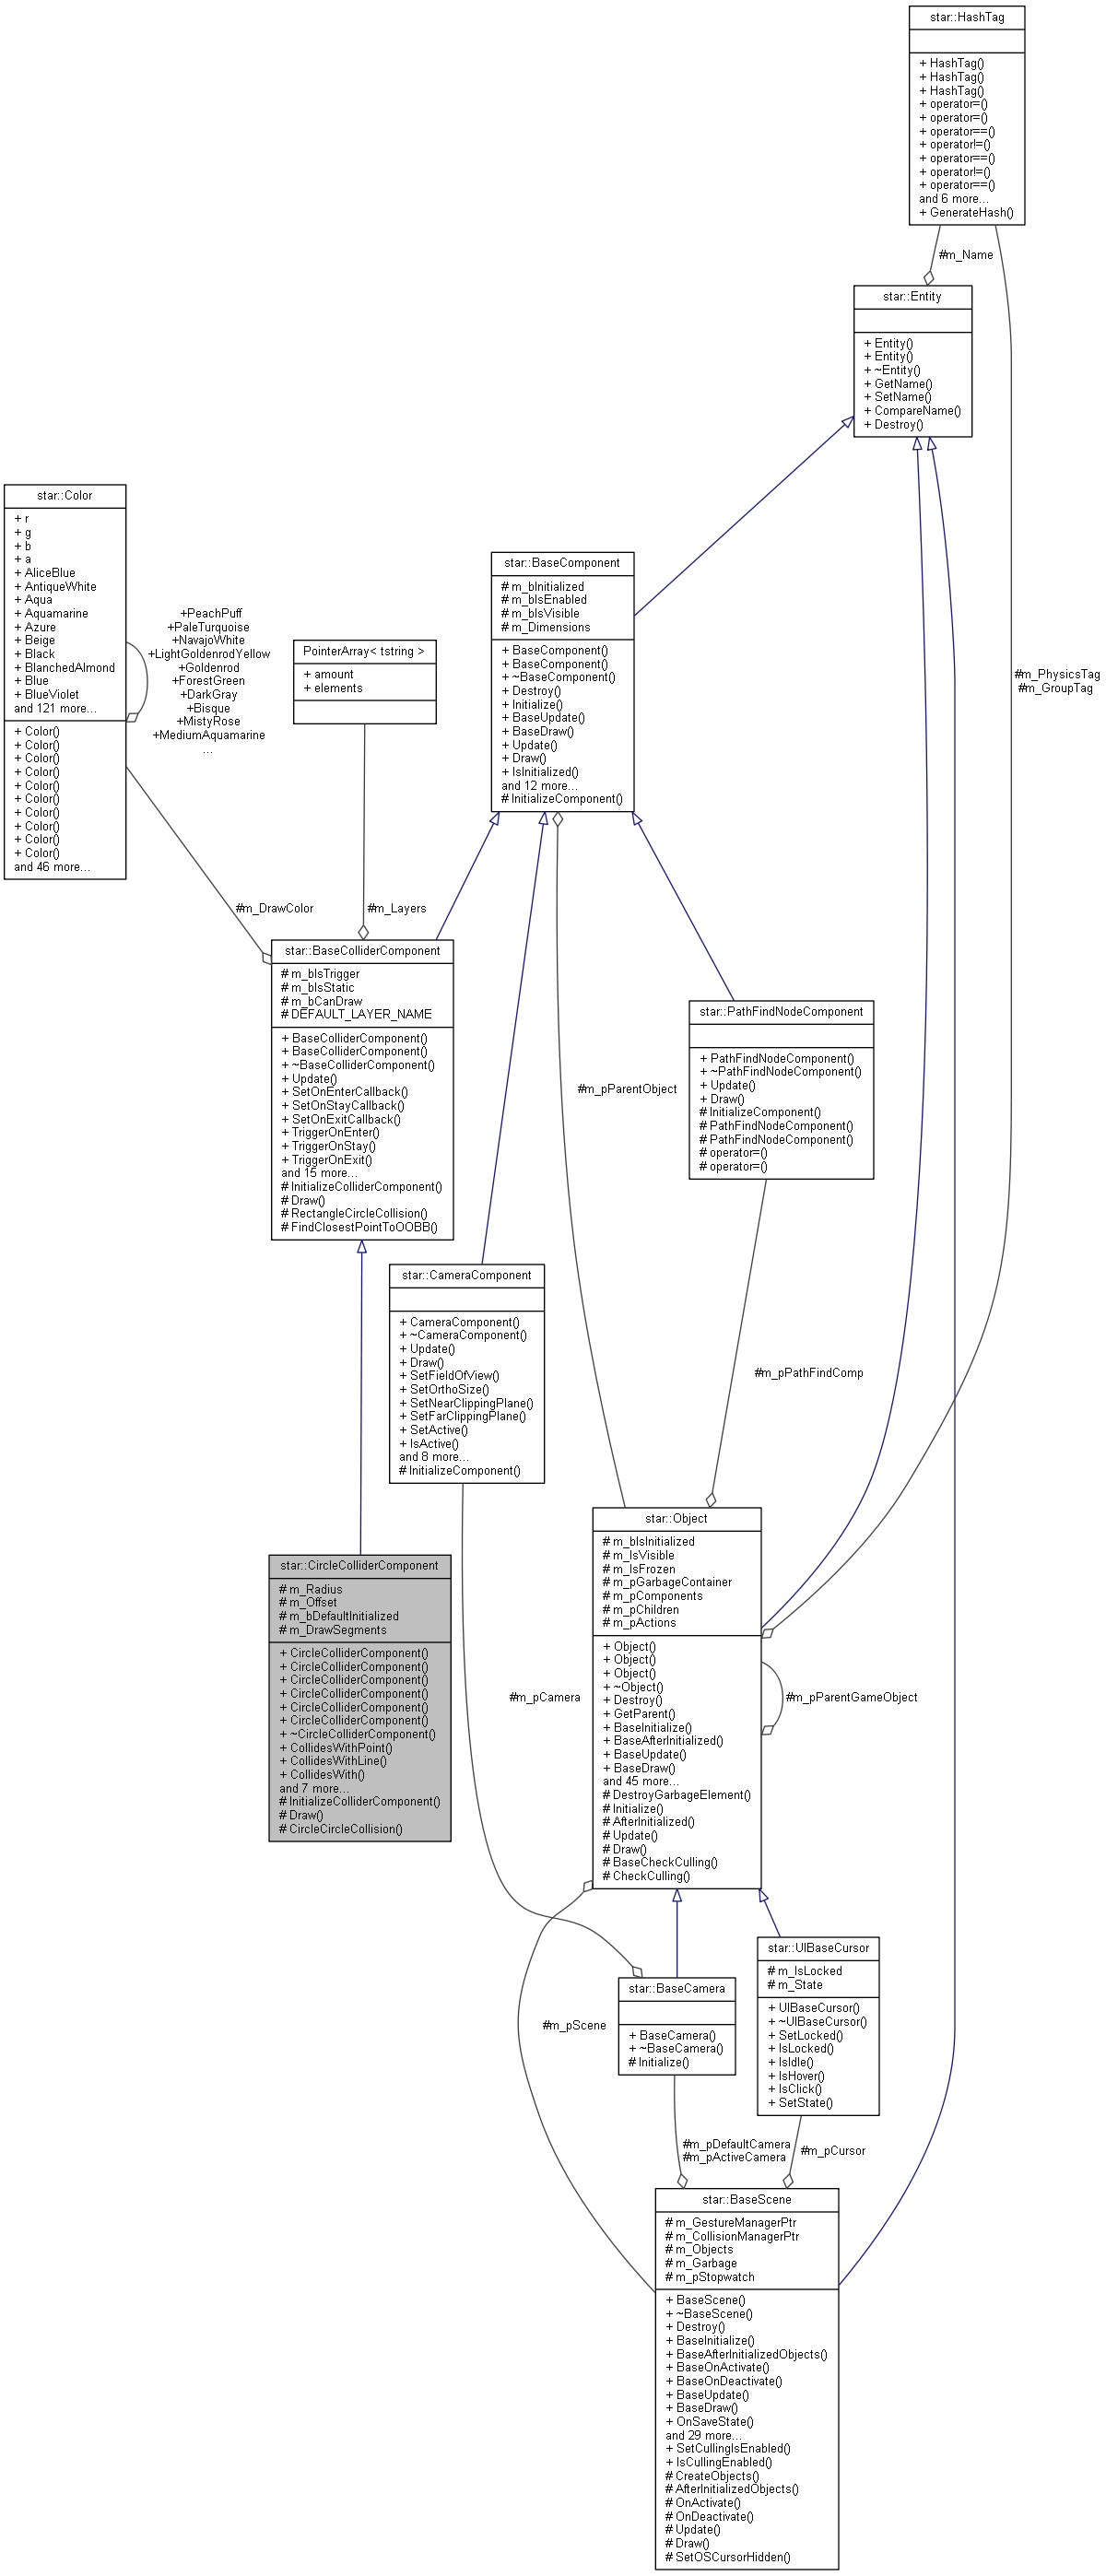 star::HashTag
+ HashTag()
+ HashTag()
+ HashTag()
+ operator=()
+ operator=()
+ operator==()
+ operator!=()
+ operator==()
+ operator!=()
+ operator==()
and 6 more...
+ GenerateHash()
#m_Name
star::Entity
+ Entity()
+ Entity()
+ ~Entity()
+ GetName()
+ SetName()
+ CompareName()
+ Destroy()
star::Color
+ r
+ g
+ b
+ a
+ AliceBlue
+ AntiqueWhite
+ Aqua
+ Aquamarine
+ Azure
+ Beige
+ Black
+ BlanchedAlmond
+ Blue
+ BlueViolet
and 121 more...
+ Color()
+ Color()
+ Color()
+ Color()
+ Color()
+ Color()
+ Color()
+ Color()
+ Color()
+ Color()
and 46 more...
+PeachPuff
+PaleTurquoise
+NavajoWhite
+LightGoldenrodYellow
+Goldenrod
+ForestGreen
+DarkGray
+Bisque
+MistyRose
+MediumAquamarine
...
PointerArray< tstring >
+ amount
+ elements
star::BaseComponent
# m_bInitialized
# m_bIsEnabled
# m_bIsVisible
# m_Dimensions
+ BaseComponent()
+ BaseComponent()
+ ~BaseComponent()
+ Destroy()
+ Initialize()
+ BaseUpdate()
+ BaseDraw()
+ Update()
+ Draw()
+ IsInitialized()
and 12 more...
# InitializeComponent()
#m_PhysicsTag
#m_GroupTag
#m_DrawColor
#m_Layers
star::BaseColliderComponent
# m_bIsTrigger
# m_bIsStatic
# m_bCanDraw
# DEFAULT_LAYER_NAME
+ BaseColliderComponent()
+ BaseColliderComponent()
+ ~BaseColliderComponent()
+ Update()
+ SetOnEnterCallback()
+ SetOnStayCallback()
+ SetOnExitCallback()
+ TriggerOnEnter()
+ TriggerOnStay()
+ TriggerOnExit()
and 15 more...
# InitializeColliderComponent()
# Draw()
# RectangleCircleCollision()
# FindClosestPointToOOBB()
#m_pParentObject
star::PathFindNodeComponent
+ PathFindNodeComponent()
+ ~PathFindNodeComponent()
+ Update()
+ Draw()
# InitializeComponent()
# PathFindNodeComponent()
# PathFindNodeComponent()
# operator=()
# operator=()
star::CameraComponent
+ CameraComponent()
+ ~CameraComponent()
+ Update()
+ Draw()
+ SetFieldOfView()
+ SetOrthoSize()
+ SetNearClippingPlane()
+ SetFarClippingPlane()
+ SetActive()
+ IsActive()
and 8 more...
# InitializeComponent()
#m_pPathFindComp
star::CircleColliderComponent
# m_Radius
# m_Offset
# m_bDefaultInitialized
# m_DrawSegments
+ CircleColliderComponent()
+ CircleColliderComponent()
+ CircleColliderComponent()
+ CircleColliderComponent()
+ CircleColliderComponent()
+ CircleColliderComponent()
+ ~CircleColliderComponent()
+ CollidesWithPoint()
+ CollidesWithLine()
+ CollidesWith()
and 7 more...
# InitializeColliderComponent()
# Draw()
# CircleCircleCollision()
#m_pCamera
star::Object
# m_bIsInitialized
# m_IsVisible
# m_IsFrozen
# m_pGarbageContainer
# m_pComponents
# m_pChildren
# m_pActions
+ Object()
+ Object()
+ Object()
+ ~Object()
+ Destroy()
+ GetParent()
+ BaseInitialize()
+ BaseAfterInitialized()
+ BaseUpdate()
+ BaseDraw()
and 45 more...
# DestroyGarbageElement()
# Initialize()
# AfterInitialized()
# Update()
# Draw()
# BaseCheckCulling()
# CheckCulling()
#m_pParentGameObject
#m_pScene
star::BaseCamera
+ BaseCamera()
+ ~BaseCamera()
# Initialize()
star::UIBaseCursor
# m_IsLocked
# m_State
+ UIBaseCursor()
+ ~UIBaseCursor()
+ SetLocked()
+ IsLocked()
+ IsIdle()
+ IsHover()
+ IsClick()
+ SetState()
#m_pDefaultCamera
#m_pActiveCamera
#m_pCursor
star::BaseScene
# m_GestureManagerPtr
# m_CollisionManagerPtr
# m_Objects
# m_Garbage
# m_pStopwatch
+ BaseScene()
+ ~BaseScene()
+ Destroy()
+ BaseInitialize()
+ BaseAfterInitializedObjects()
+ BaseOnActivate()
+ BaseOnDeactivate()
+ BaseUpdate()
+ BaseDraw()
+ OnSaveState()
and 29 more...
+ SetCullingIsEnabled()
+ IsCullingEnabled()
# CreateObjects()
# AfterInitializedObjects()
# OnActivate()
# OnDeactivate()
# Update()
# Draw()
# SetOSCursorHidden()